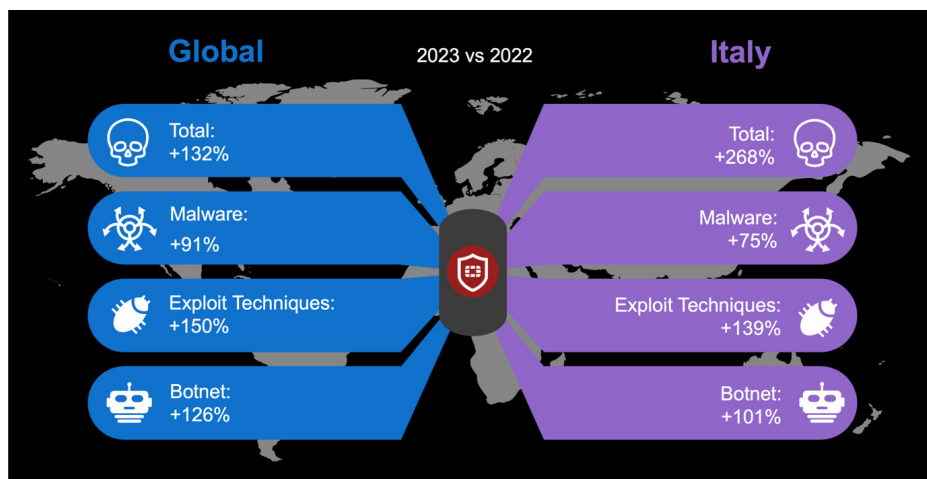 Global
2023 vs 2022
Italy
Total:
+132%
Malware:
+91%
Exploit Techniques:
+150%
Botnet:
+126%
Total:
+268%
Malware:
+75%
Exploit Techniques:
+139%
Botnet:
+101%